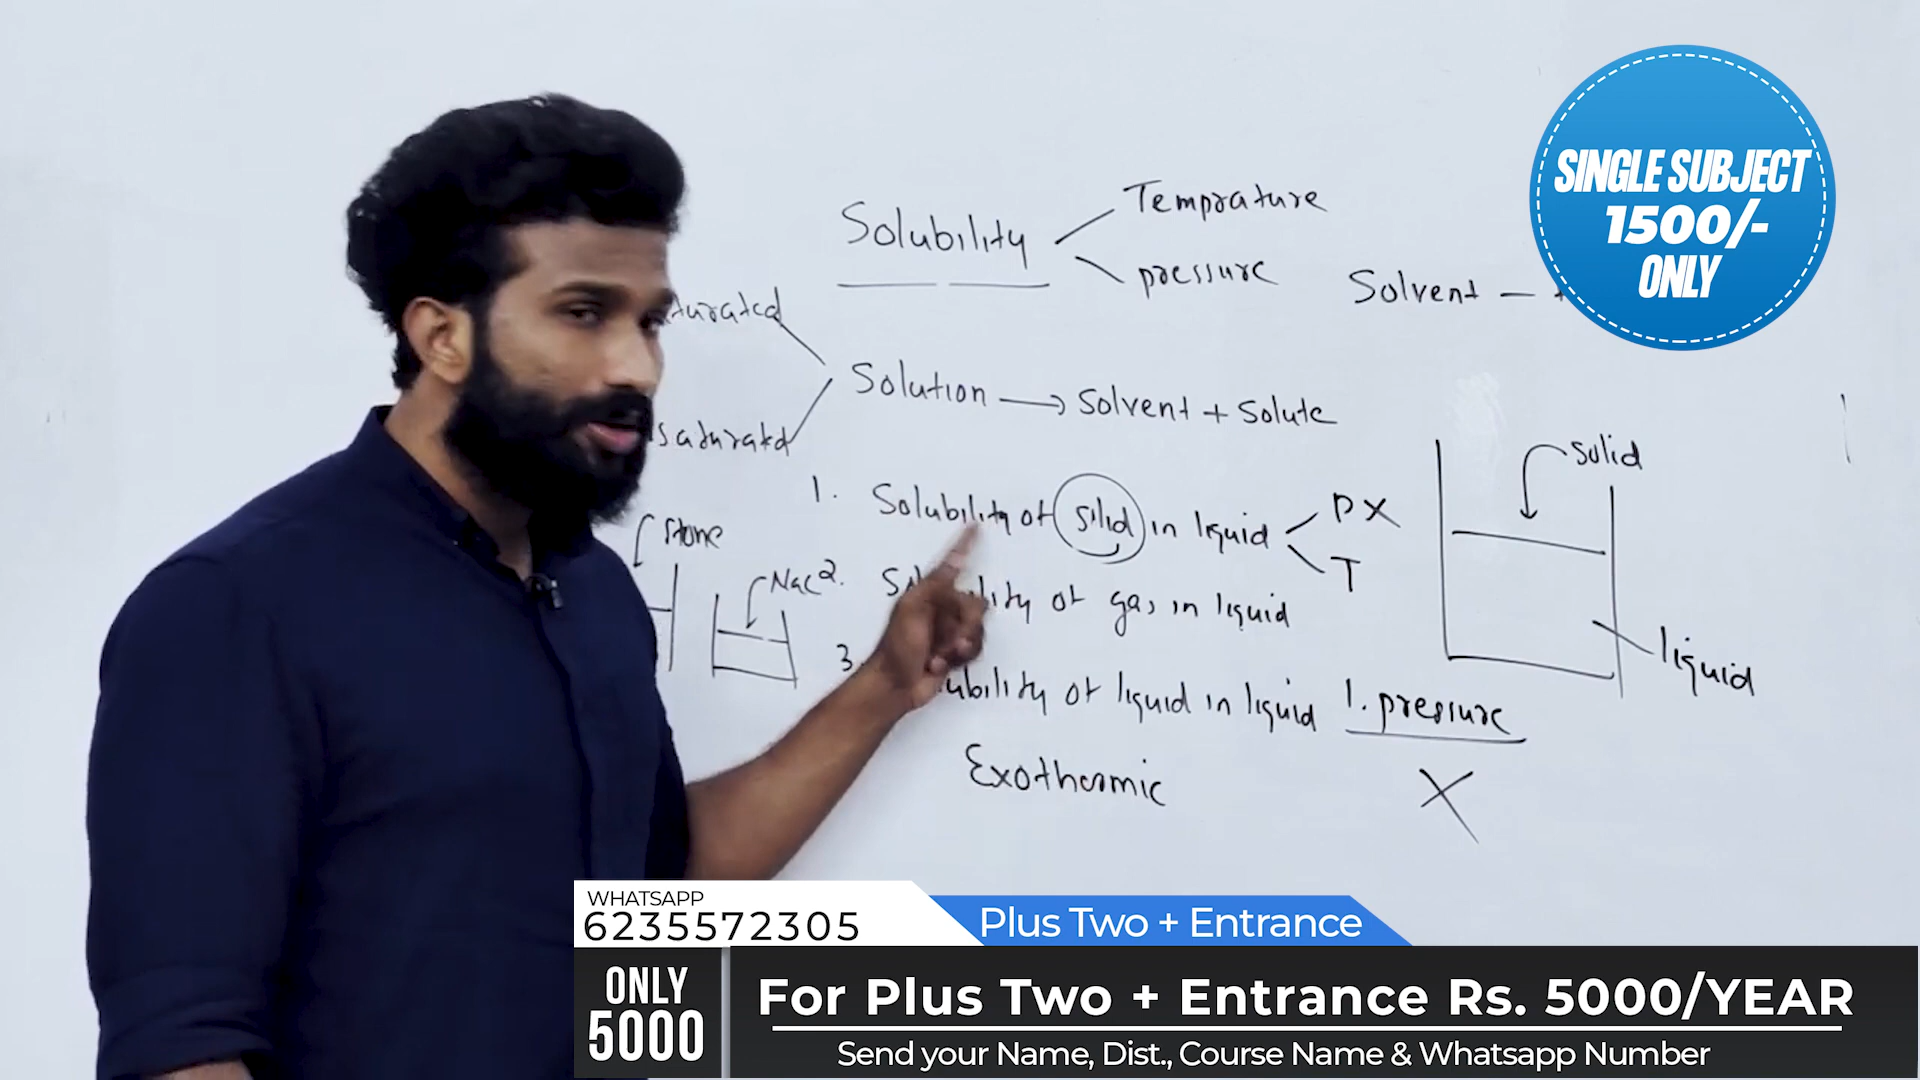 SINGLE SUBJECT
1500/-
ONLY
Solubility
Temprature
pressure
Solvent —
Solution → Solvent + Solute
1. Solubility of solid in liquid
P X
T
solid
liquid
Stone
NaCl
2. Solubility of gas in liquid
3. Solubility of liquid in liquid
1. pressure
X
Exothermic
WHATSAPP
6235572305
Plus Two + Entrance
ONLY
5000
For Plus Two + Entrance Rs. 5000/YEAR
Send your Name, Dist., Course Name & Whatsapp Number